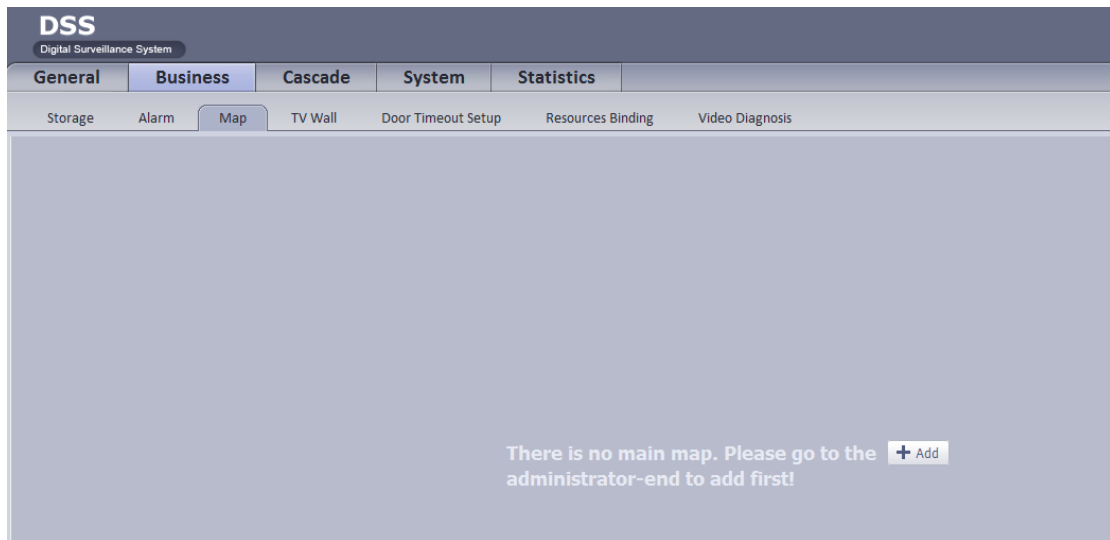 DSS
Digital Surveillance System
General Business Cascade System Statistics
Storage Alarm Map TV Wall Door Timeout Setup Resources Binding Video Diagnosis
There is no main map. Please go to the + Add
administrator-end to add first!